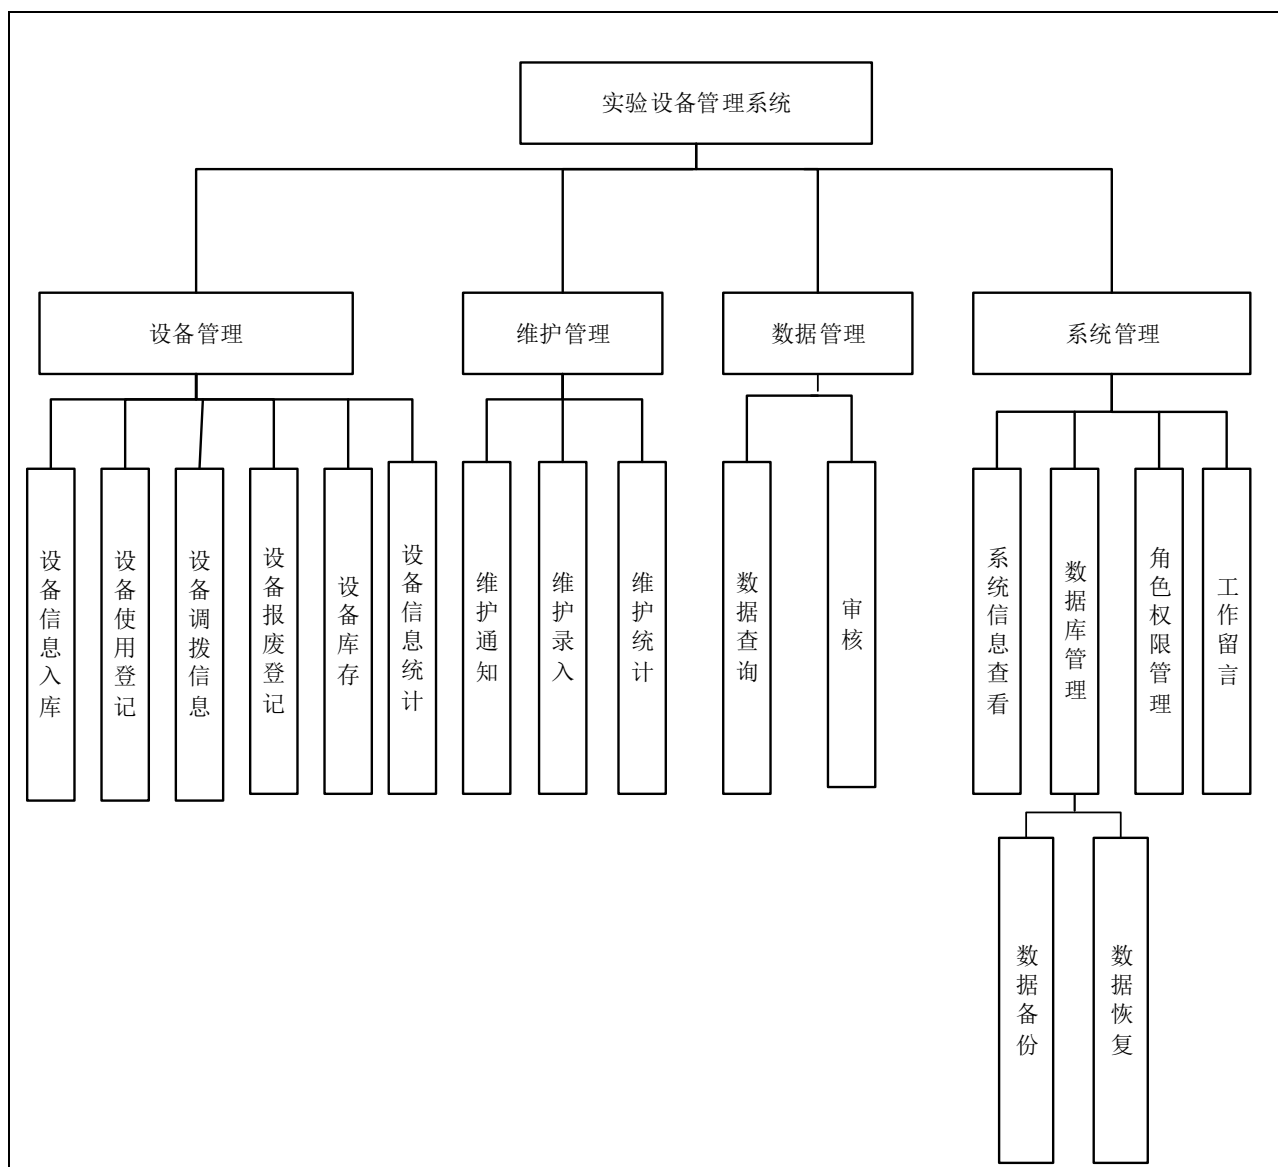 实验设备管理系统
设备管理
维护管理
数据管理
系统管理
设备信息入库
设备使用登记
设备调拨信息
设备报废登记
设备库存
设备信息统计
维护通知
维护录入
维护统计
数据查询
审核
系统信息查看
数据库管理
角色权限管理
工作留言
数据备份
数据恢复